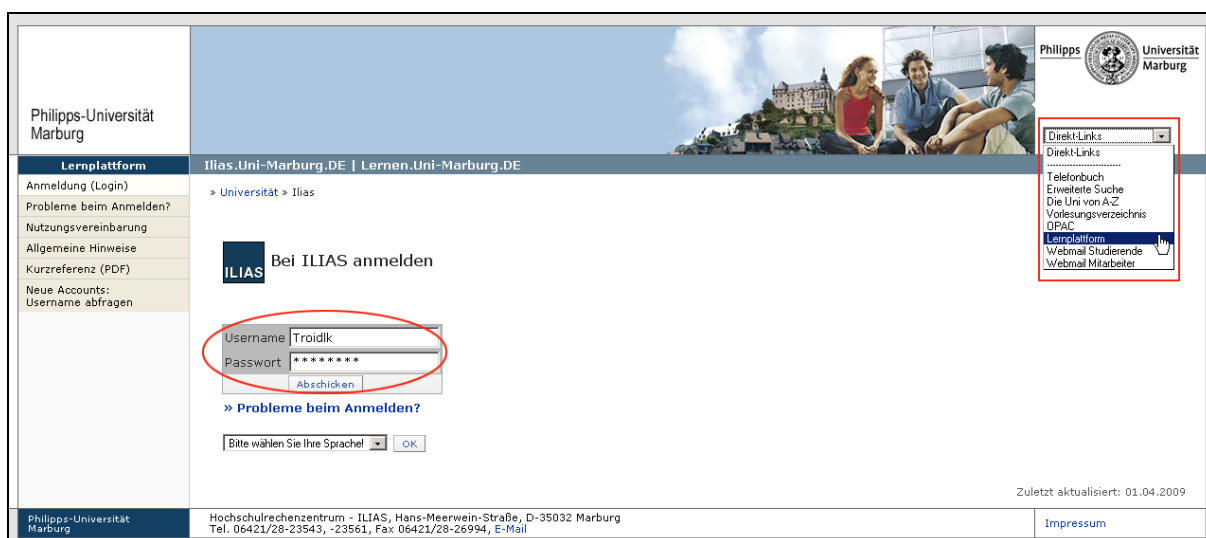 Philipps-Universität
Marburg
Philipps Universität
Marburg
Direkt-Links
Direkt-Links
------------------------
Telefonbuch
Erweiterte Suche
Die Uni von A-Z
Vorlesungsverzeichnis
OPAC
Lernplattform
Webmail Studierende
Webmail Mitarbeiter
Lernplattform
Anmeldung (Login)
Probleme beim Anmelden?
Nutzungsvereinbarung
Allgemeine Hinweise
Kurzreferenz (PDF)
Neue Accounts:
Username abfragen
Ilias.Uni-Marburg.DE | Lernen.Uni-Marburg.DE
» Universität » Ilias
ILIAS
Bei ILIAS anmelden
Username Troidlk
Passwort ********
Abschicken
» Probleme beim Anmelden?
Bitte wählen Sie Ihre Sprache! OK
Zuletzt aktualisiert: 01.04.2009
Philipps-Universität
Marburg
Hochschulrechenzentrum - ILIAS, Hans-Meerwein-Straße, D-35032 Marburg
Tel. 06421/28-23543, -23561, Fax 06421/28-26994, E-Mail
Impressum